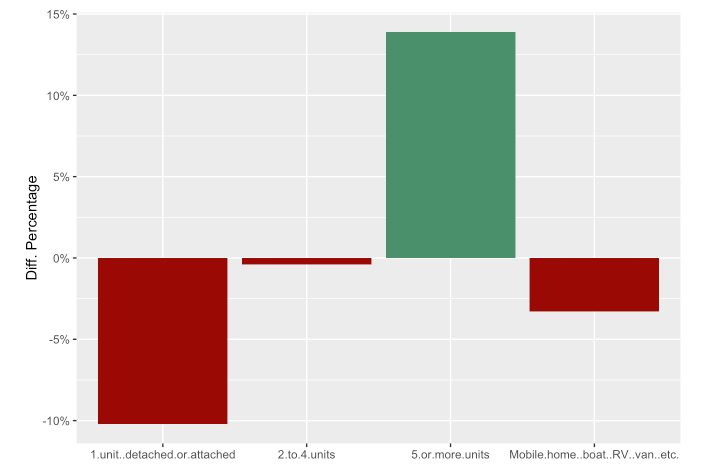 15%
10%
5%
0%
-5%
-10%
Diff. Percentage
1.unit..detached.or.attached
2.to.4.units
5.or.more.units
Mobile.home..boat..RV..van..etc.